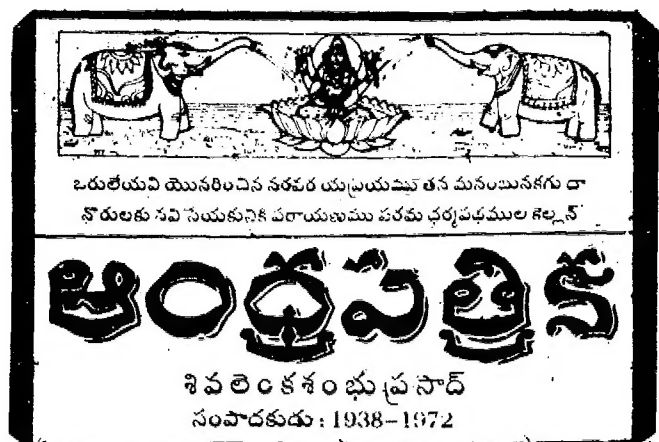 ఒరులేయవి యొనరించిన నరవర యప్రియమ్ము తన మనంబునకగు దా
నొరులకు నవి సేయకునికి పరాయణము పరమ ధర్మపథముల కెల్లన్
ఆంధ్రపత్రిక
శివలెంకశంభుప్రసాద్
సంపాదకుడు : 1938-1972